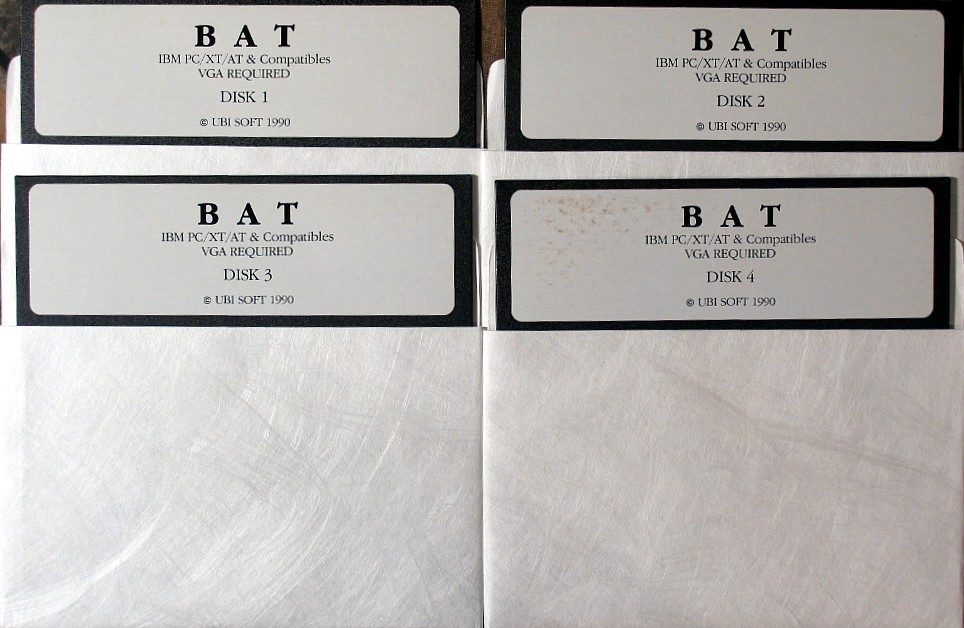 B A T
IBM PC/XT/AT & Compatibles
VGA REQUIRED
DISK 1
© UBI SOFT 1990
B A T
IBM PC/XT/AT & Compatibles
VGA REQUIRED
DISK 2
© UBI SOFT 1990
B A T
IBM PC/XT/AT & Compatibles
VGA REQUIRED
DISK 3
© UBI SOFT 1990
B A T
IBM PC/XT/AT & Compatibles
VGA REQUIRED
DISK 4
© UBI SOFT 1990